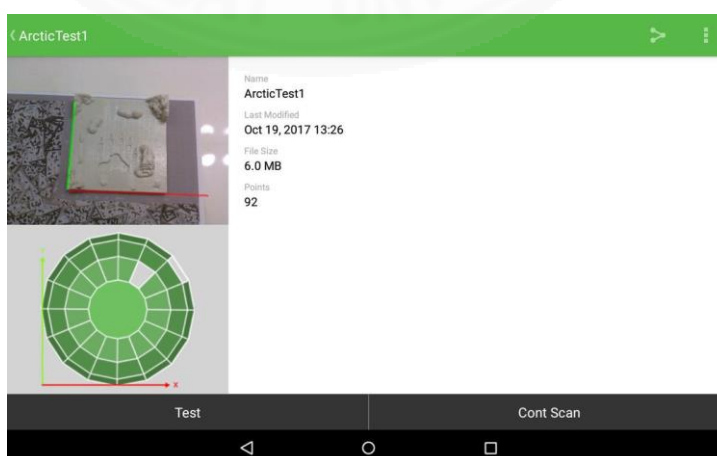 ArcticTest1
Name
ArcticTest1
Last Modified
Oct 19, 2017 13:26
File Size
6.0 MB
Points
92
Y
X
Test
Cont Scan